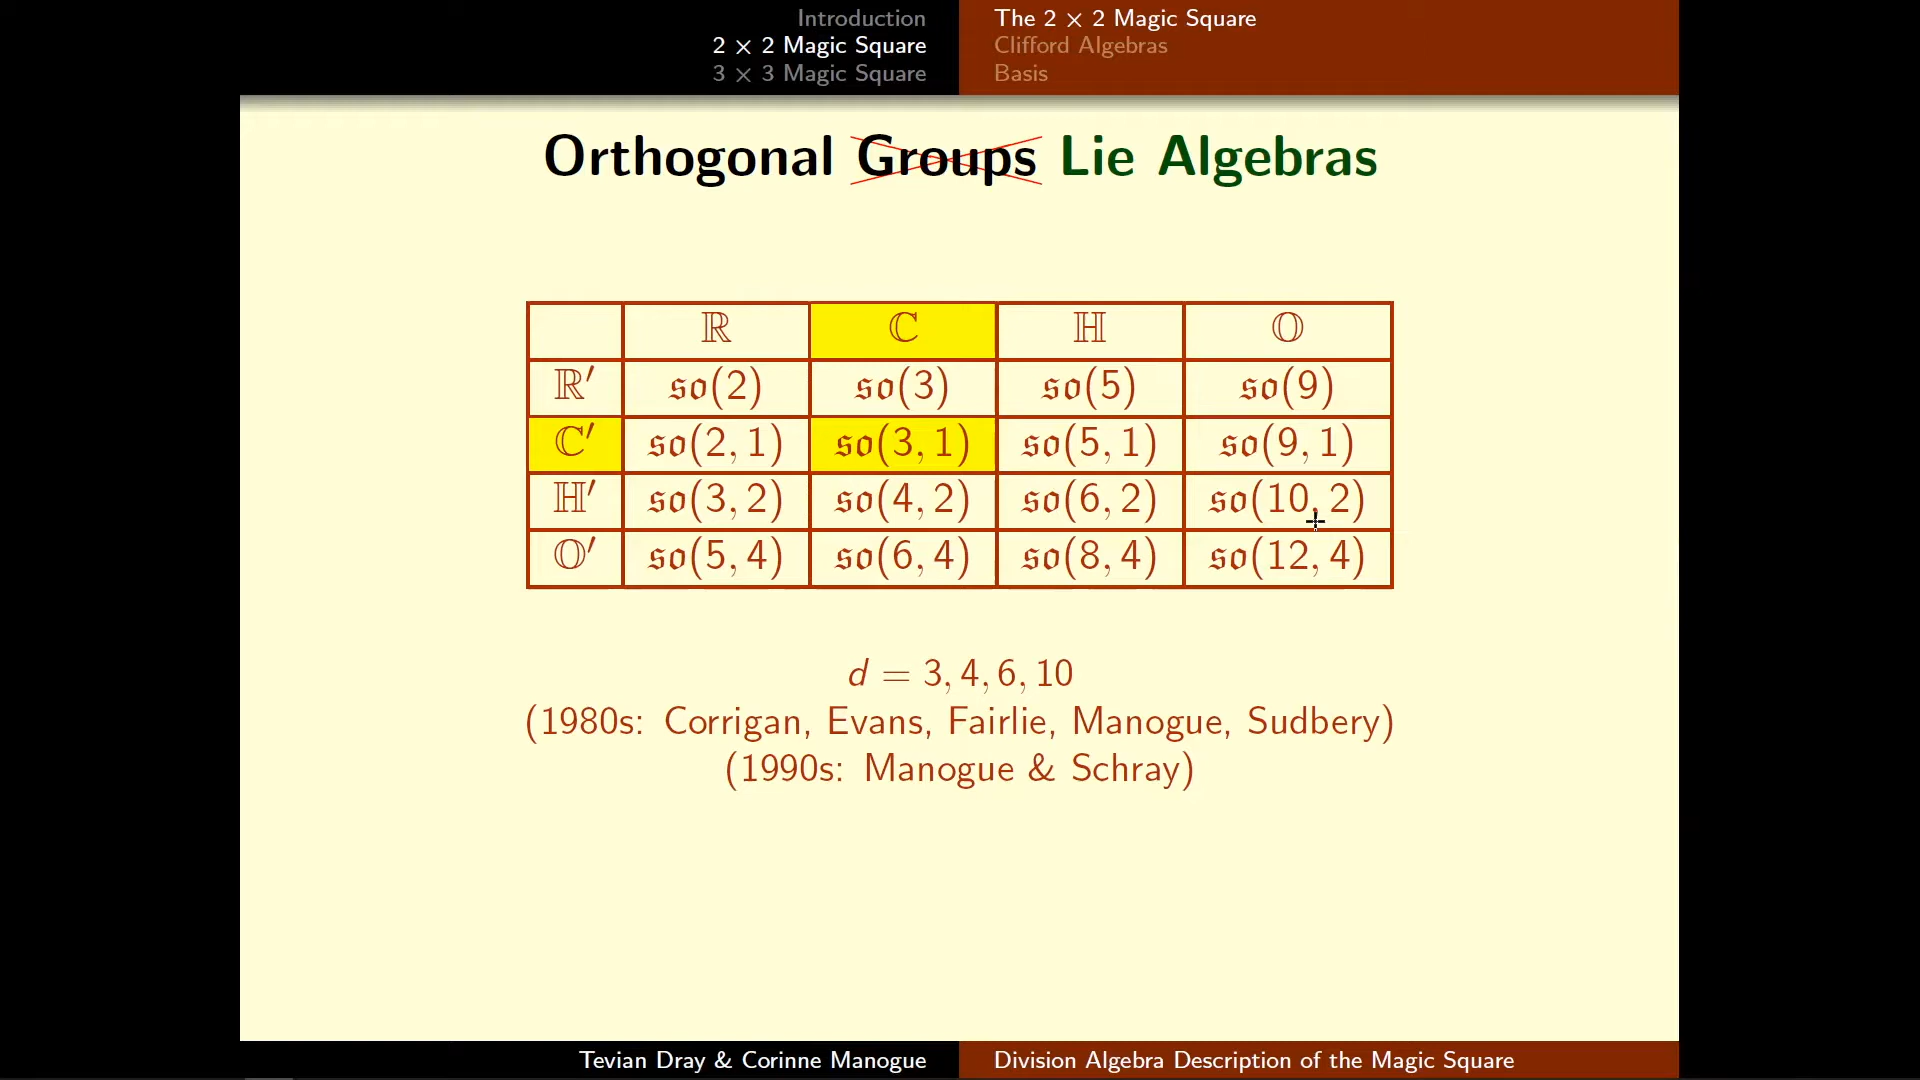 Introduction
2 × 2 Magic Square
3 × 3 Magic Square
The 2 × 2 Magic Square
Clifford Algebras
Basis
Orthogonal Groups Lie Algebras
ℝ ℂ ℍ 𝕆
ℝ′ 𝔰𝔬(2) 𝔰𝔬(3) 𝔰𝔬(5) 𝔰𝔬(9)
ℂ′ 𝔰𝔬(2, 1) 𝔰𝔬(3, 1) 𝔰𝔬(5, 1) 𝔰𝔬(9, 1)
ℍ′ 𝔰𝔬(3, 2) 𝔰𝔬(4, 2) 𝔰𝔬(6, 2) 𝔰𝔬(10, 2)
𝕆′ 𝔰𝔬(5, 4) 𝔰𝔬(6, 4) 𝔰𝔬(8, 4) 𝔰𝔬(12, 4)
d = 3, 4, 6, 10
(1980s: Corrigan, Evans, Fairlie, Manogue, Sudbery)
(1990s: Manogue & Schray)
Tevian Dray & Corinne Manogue
Division Algebra Description of the Magic Square